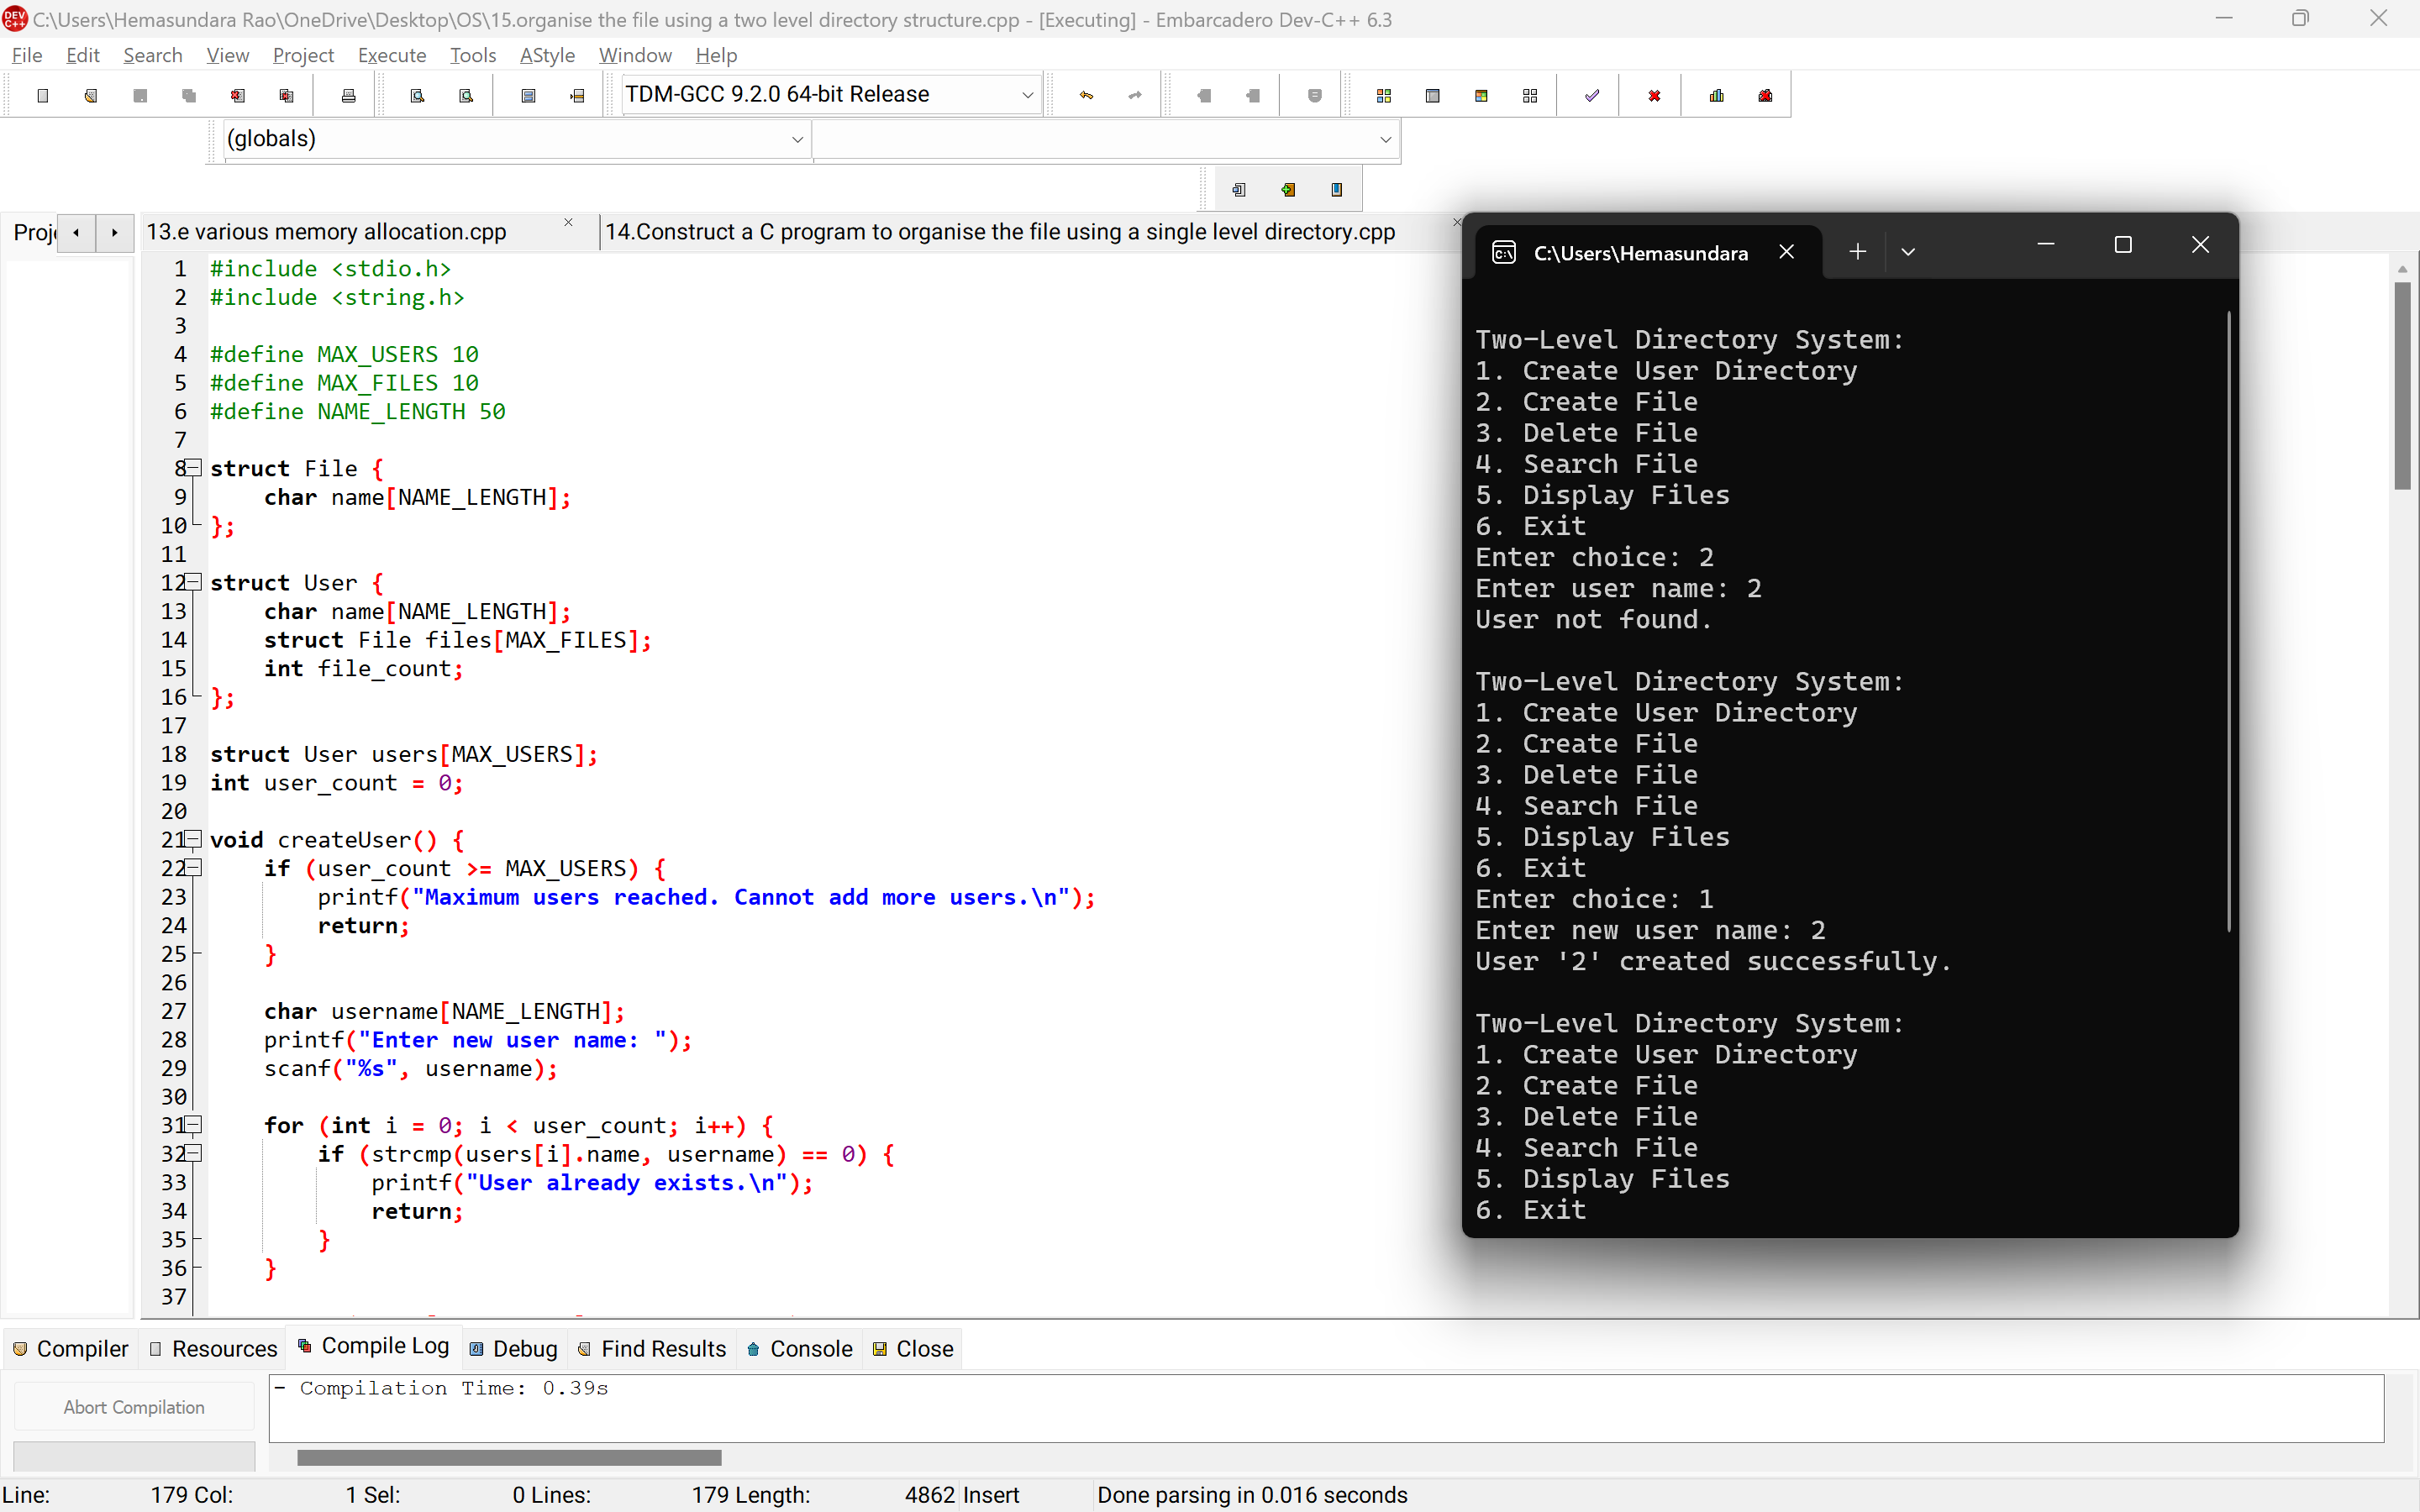 C:\Users\Hemasundara Rao\OneDrive\Desktop\OS\15.organise the file using a two level directory structure.cpp - [Executing] - Embarcadero Dev-C++ 6.3
File Edit Search View Project Execute Tools AStyle Window Help
TDM-GCC 9.2.0 64-bit Release
(globals)
13.e various memory allocation.cpp 14.Construct a C program to organise the file using a single level directory.cpp
1 #include <stdio.h>
2 #include <string.h>
3
4 #define MAX_USERS 10
5 #define MAX_FILES 10
6 #define NAME_LENGTH 50
7
8 struct File {
9 char name[NAME_LENGTH];
10 };
11
12 struct User {
13 char name[NAME_LENGTH];
14 struct File files[MAX_FILES];
15 int file_count;
16 };
17
18 struct User users[MAX_USERS];
19 int user_count = 0;
20
21 void createUser() {
22 if (user_count >= MAX_USERS) {
23 printf("Maximum users reached. Cannot add more users.\n");
24 return;
25 }
26
27 char username[NAME_LENGTH];
28 printf("Enter new user name: ");
29 scanf("%s", username);
30
31 for (int i = 0; i < user_count; i++) {
32 if (strcmp(users[i].name, username) == 0) {
33 printf("User already exists.\n");
34 return;
35 }
36 }
37
C:\Users\Hemasundara
Two-Level Directory System:
1. Create User Directory
2. Create File
3. Delete File
4. Search File
5. Display Files
6. Exit
Enter choice: 2
Enter user name: 2
User not found.
Two-Level Directory System:
1. Create User Directory
2. Create File
3. Delete File
4. Search File
5. Display Files
6. Exit
Enter choice: 1
Enter new user name: 2
User '2' created successfully.
Two-Level Directory System:
1. Create User Directory
2. Create File
3. Delete File
4. Search File
5. Display Files
6. Exit
Compiler Resources Compile Log Debug Find Results Console Close
Abort Compilation
- Compilation Time: 0.39s
Line: 179 Col: 1 Sel: 0 Lines: 179 Length: 4862 Insert Done parsing in 0.016 seconds